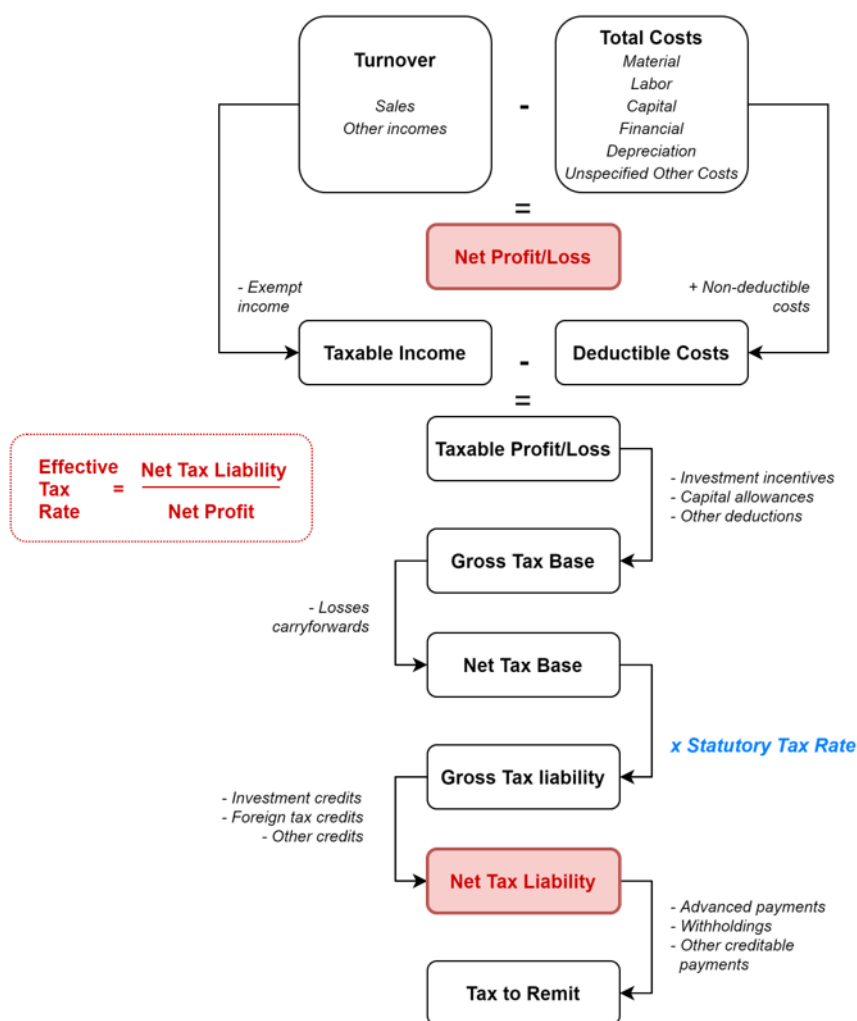 Turnover
Sales
Other incomes
-
Total Costs
Material
Labor
Capital
Financial
Depreciation
Unspecified Other Costs
=
Net Profit/Loss
- Exempt
income
+ Non-deductible
costs
Taxable Income
-
Deductible Costs
=
Taxable Profit/Loss
Effective
Tax
Rate
=
Net Tax Liability
Net Profit
- Investment incentives
- Capital allowances
- Other deductions
Gross Tax Base
- Losses
carryforwards
Net Tax Base
x Statutory Tax Rate
Gross Tax liability
- Investment credits
- Foreign tax credits
- Other credits
Net Tax Liability
- Advanced payments
- Withholdings
- Other creditable
payments
Tax to Remit